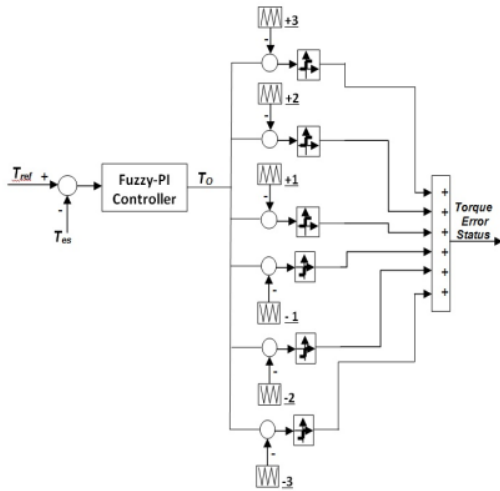 +3
-
+2
-
+1
-
Tref +
-
Tes
Fuzzy-PI
Controller
To
-
- 1
-
-2
-
-3
+
+
+
+
+
+
Torque
Error
Status